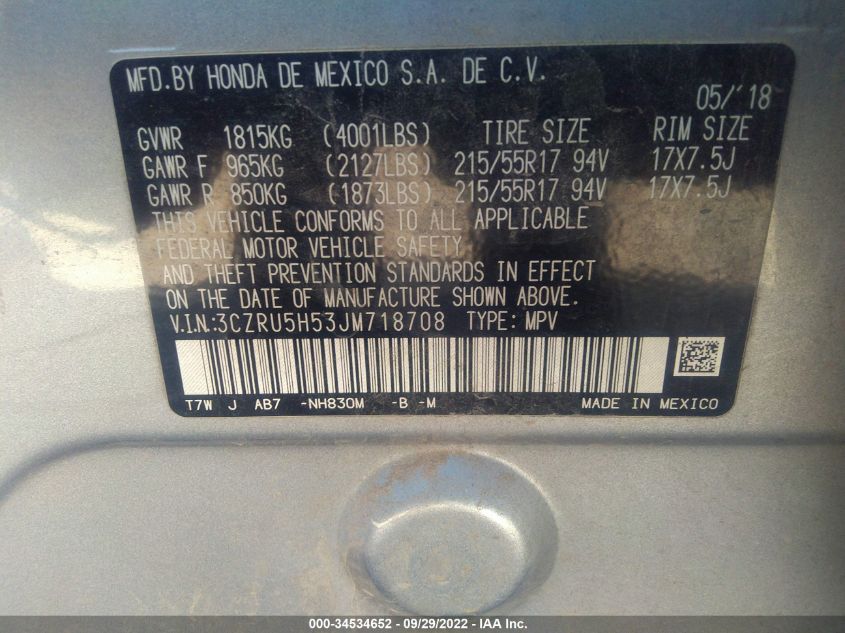 MFD.BY HONDA DE MEXICO S.A. DE C.V.
05/'18
GVWR 1815KG (4001LBS) TIRE SIZE RIM SIZE
GAWR F 965KG (2127LBS) 215/55R17 94V 17X7.5J
GAWR R 850KG (1873LBS) 215/55R17 94V 17X7.5J
THIS VEHICLE CONFORMS TO ALL APPLICABLE
FEDERAL MOTOR VEHICLE SAFETY
AND THEFT PREVENTION STANDARDS IN EFFECT
ON THE DATE OF MANUFACTURE SHOWN ABOVE.
V.I.N.:3CZRU5H53JM718708 TYPE: MPV
T7W J AB7 -NH830M -B -M MADE IN MEXICO
000-34534652 - 09/29/2022 - IAA Inc.